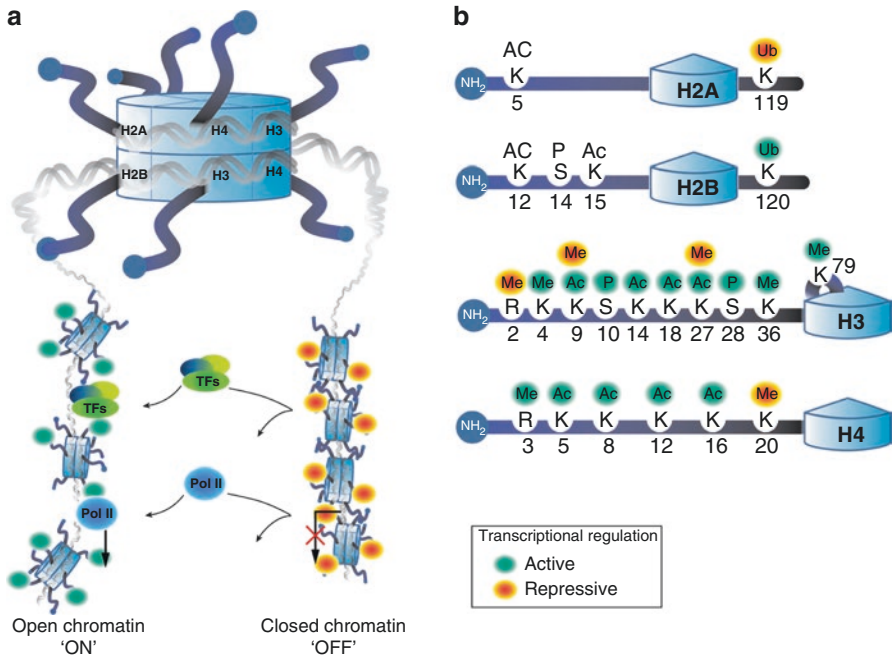 a
H2A H4 H3
H2B H3 H4
TFs
TFs
Pol II
Pol II
Open chromatin
'ON'
Closed chromatin
'OFF'
b
AC Ub
NH2 K H2A K
5 119
AC P Ac Ub
NH2 K S K H2B K
12 14 15 120
Me Me Me
Me Me Ac P Ac Ac Ac P Me K 79
NH2 R K K S K K K S K H3
2 4 9 10 14 18 27 28 36
Me Ac Ac Ac Ac Me
NH2 R K K K K K H4
3 5 8 12 16 20
Transcriptional regulation
Active
Repressive